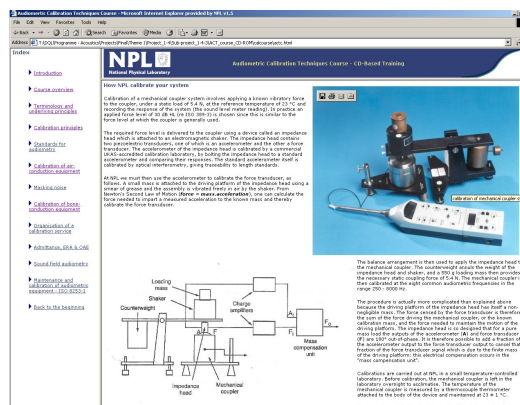 Audiometric Calibration Techniques Course - Microsoft Internet Explorer provided by NPL v1.5
File Edit View Favorites Tools Help
Back Search Favorites Media
Address
Index
NPL
National Physical Laboratory
Audiometric Calibration Techniques Course - CD-Based Training
Introduction
Course overview
Terminology and
underlying principles
Calibration principles
Standards for
audiometry
Calibration of air-
conduction equipment
Masking noise
Calibration of bone-
conduction equipment
Organisation of a
calibration service
Admittance, ERA & OAE
Sound field audiometry
Maintenance and
calibration of audiometric
equipment - ISO 8253-1
Back to the beginning
How NPL calibrate your system
Calibration of a mechanical coupler system involves applying a known vibratory force
to the coupler, under a static load of 5.4 N, at the reference temperature of 23 °C and
recording the response of the system (the sound level meter). In practice an
applied force level of 30 dB HL (re ISO 389-3) is chosen since this is similar to the
force level at which the coupler is generally used.
The required force level is delivered to the coupler using a device called an impedance
head which is attached to an electromagnetic shaker. The impedance head contains
two piezoelectric transducers, one of which is an accelerometer and the other a force
transducer. The accelerometer of the impedance head is calibrated by a commercial
UKAS-accredited calibration laboratory, by bolting the impedance head to a standard
accelerometer and comparing their responses. The standard accelerometer itself is
calibrated by optical interferometry, giving traceability to length standards.
At NPL we must then use the accelerometer to calibrate the force transducer, as
follows. A small mass is attached to the driving platform of the impedance head using a
smear of grease and the assembly is vibrated freely in air by the shaker. From
Newton's Second Law of Motion (force = mass.acceleration), one can calculate the
force needed to impart a measured acceleration to the known mass and thereby
calibrate the force transducer.
calibration of mechanical coupler s
The balance arrangement is then used to apply the impedance head t
the mechanical coupler. The counterweight annuls the weight of the
impedance head and shaker, and a 550 g loading mass then provides
the necessary static coupling force of 5.4 N. The mechanical coupler i
then calibrated at the eight common audiometric frequencies in the
range 250 - 8000 Hz.
The procedure is actually more complicated than explained above
because the driving platform of the impedance head has itself a non-
negligible mass. The force sensed by the force transducer is therefore
the sum of the force driving the mechanical coupler, or the known
calibration mass, and the force needed to maintain the motion of the
driving platform. The impedance head is so designed that for a pure
mass load the outputs of the accelerometer (A) and force transducer
(F) are 180° out-of-phase. It is therefore possible to add a fraction of
the accelerometer output to the force transducer output to cancel that
fraction of the force transducer signal which is due to the finite mass
of the driving platform: this electrical compensation occurs in the
"mass compensation unit".
Calibrations are carried out at NPL in a small temperature-controlled
laboratory. Before calibration, the mechanical coupler is left in the
laboratory overnight to acclimatise. The temperature of the
mechanical coupler is measured by a thermocouple thermometer
attached to the body of the device and maintained at 23 ± 1 °C.
Loading
mass
Shaker
Counterweight
Charge
amplifiers
A F
Mass
compensation
unit
Impedance
head
Mechanical
coupler